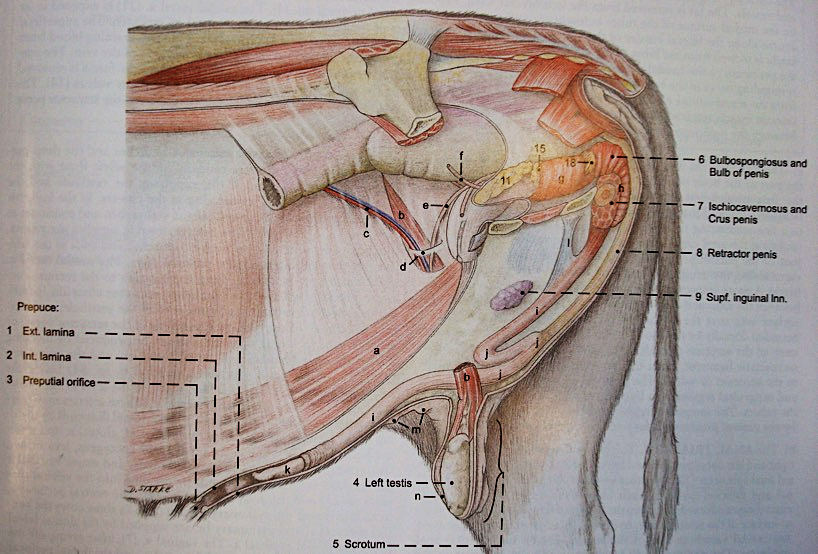 f
15
18
11
g
6 Bulbospongiosus and
Bulb of penis
h
7 Ischiocavernosus and
Crus penis
b
e
c
d
l
8 Retractor penis
9 Supf. inguinal lnn.
i
Prepuce:
1 Ext. lamina
2 Int. lamina
3 Preputial orifice
a
j
j
j
b
i
m
k
4 Left testis
n
5 Scrotum
D. STARKE